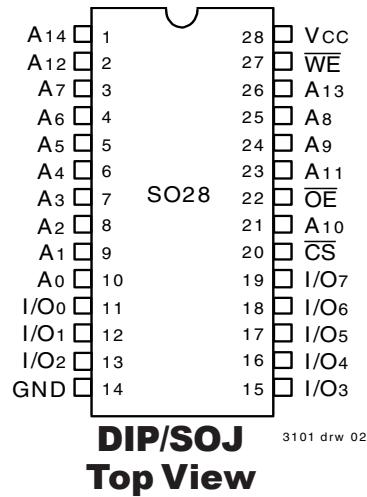 A14 1 28 VCC
A12 2 27 W̅E̅
A7 3 26 A13
A6 4 25 A8
A5 5 24 A9
A4 6 23 A11
A3 7 SO28 22 O̅E̅
A2 8 21 A10
A1 9 20 C̅S̅
A0 10 19 I/O7
I/O0 11 18 I/O6
I/O1 12 17 I/O5
I/O2 13 16 I/O4
GND 14 15 I/O3
DIP/SOJ 3101 drw 02
Top View